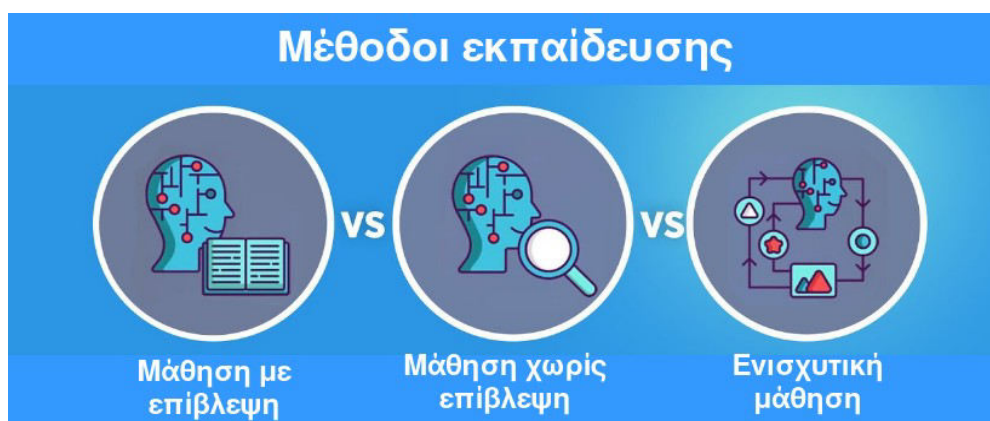 Μέθοδοι εκπαίδευσης
vs
vs
Μάθηση με
επίβλεψη
Μάθηση χωρίς
επίβλεψη
Ενισχυτική
μάθηση